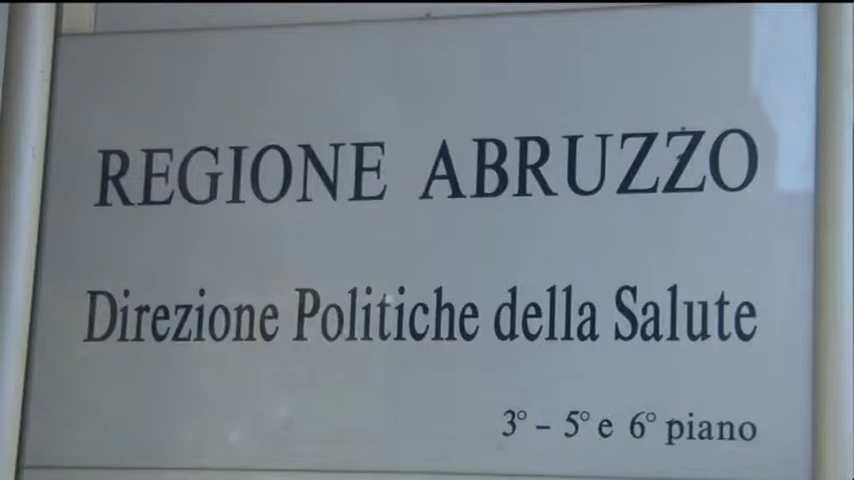 REGIONE ABRUZZO
Direzione Politiche della Salute
3° - 5° e 6° piano